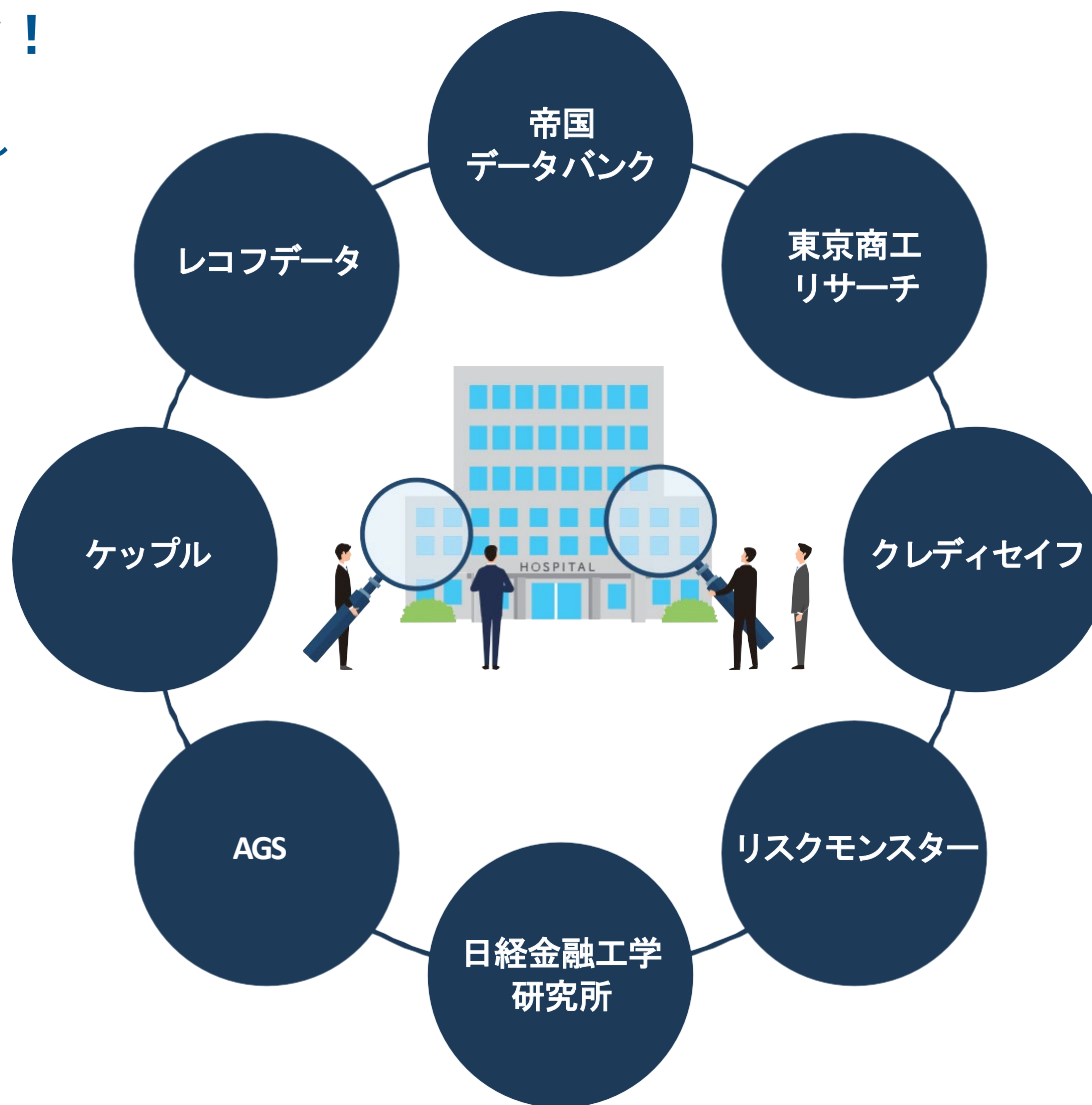 ！
帝国
データバンク
レコフデータ
東京商工
リサーチ
ケップル
クレディセイフ
HOSPITAL
AGS
リスクモンスター
日経金融工学
研究所